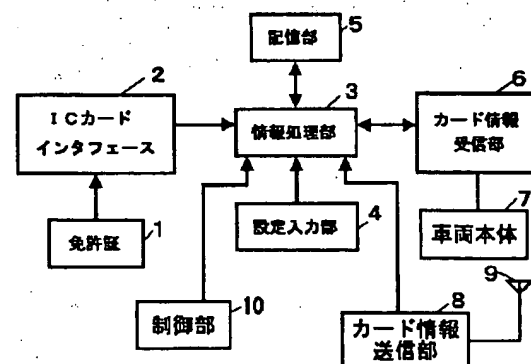 記憶部
5
2
ICカード
インタフェース
3
情報処理部
6
カード情報
受信部
免許証
1
設定入力部
4
7
車両本体
制御部
10
8
カード情報
送信部
9